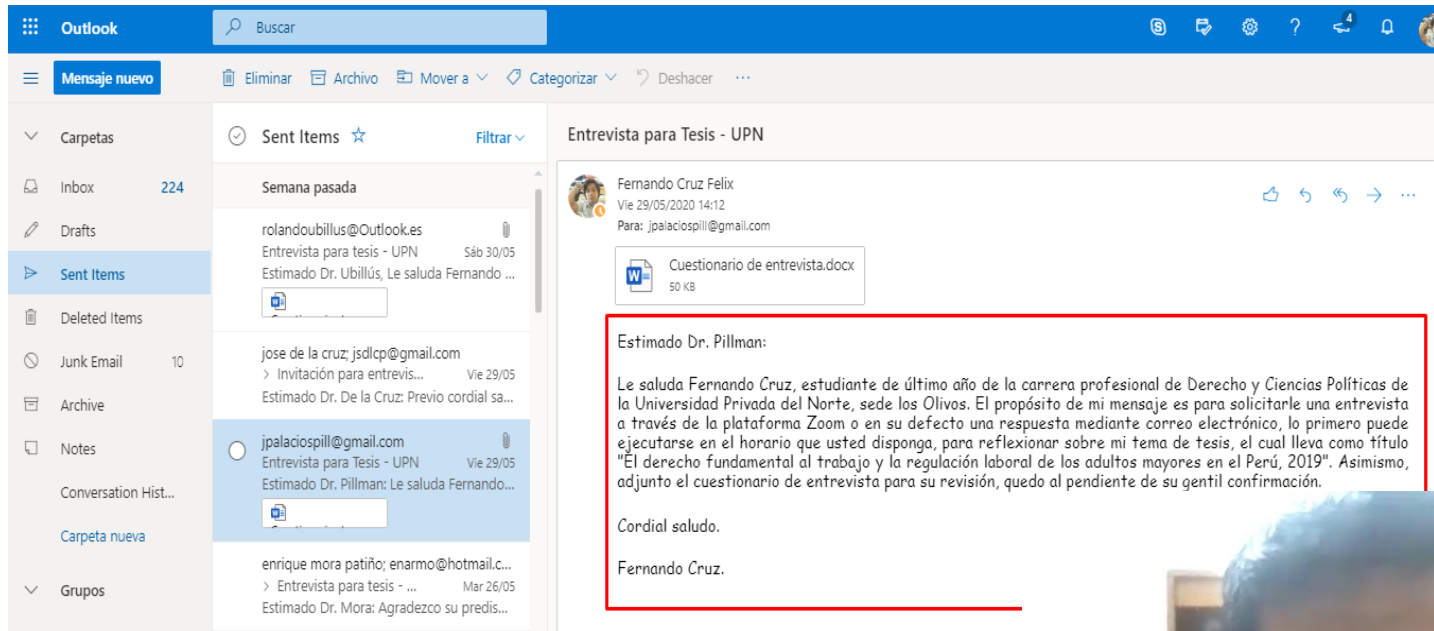 Outlook
Buscar
4
Mensaje nuevo
Eliminar
Archivo
Mover a
Categorizar
Deshacer
Carpetas
Inbox 224
Drafts
Sent Items
Deleted Items
Junk Email 10
Archive
Notes
Conversation Hist...
Carpeta nueva
Grupos
Sent Items
Filtrar
Semana pasada
rolandoubillus@Outlook.es
Entrevista para tesis - UPN Sáb 30/05
Estimado Dr. Ubillús, Le saluda Fernando ...
jose de la cruz; jsdlcp@gmail.com
> Invitación para entrevis... Vie 29/05
Estimado Dr. De la Cruz: Previo cordial sa...
jpalaciospill@gmail.com
Entrevista para Tesis - UPN Vie 29/05
Estimado Dr. Pillman: Le saluda Fernando...
enrique mora patiño; enarmo@hotmail.c...
> Entrevista para tesis - ... Mar 26/05
Estimado Dr. Mora: Agradezco su predis...
Entrevista para Tesis - UPN
Fernando Cruz Felix
Vie 29/05/2020 14:12
Para: jpalaciospill@gmail.com
Cuestionario de entrevista.docx
50 KB
Estimado Dr. Pillman:
Le saluda Fernando Cruz, estudiante de último año de la carrera profesional de Derecho y Ciencias Políticas de
la Universidad Privada del Norte, sede los Olivos. El propósito de mi mensaje es para solicitarle una entrevista
a través de la plataforma Zoom o en su defecto una respuesta mediante correo electrónico, lo primero puede
ejecutarse en el horario que usted disponga, para reflexionar sobre mi tema de tesis, el cual lleva como título
"El derecho fundamental al trabajo y la regulación laboral de los adultos mayores en el Perú, 2019". Asimismo,
adjunto el cuestionario de entrevista para su revisión, quedo al pendiente de su gentil confirmación.
Cordial saludo.
Fernando Cruz.